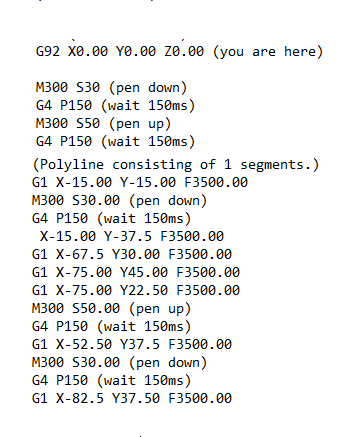 G92 X0.00 Y0.00 Z0.00 (you are here)
M300 S30 (pen down)
G4 P150 (wait 150ms)
M300 S50 (pen up)
G4 P150 (wait 150ms)
(Polyline consisting of 1 segments.)
G1 X-15.00 Y-15.00 F3500.00
M300 S30.00 (pen down)
G4 P150 (wait 150ms)
X-15.00 Y-37.5 F3500.00
G1 X-67.5 Y30.00 F3500.00
G1 X-75.00 Y45.00 F3500.00
G1 X-75.00 Y22.50 F3500.00
M300 S50.00 (pen up)
G4 P150 (wait 150ms)
G1 X-52.50 Y37.5 F3500.00
M300 S30.00 (pen down)
G4 P150 (wait 150ms)
G1 X-82.5 Y37.50 F3500.00